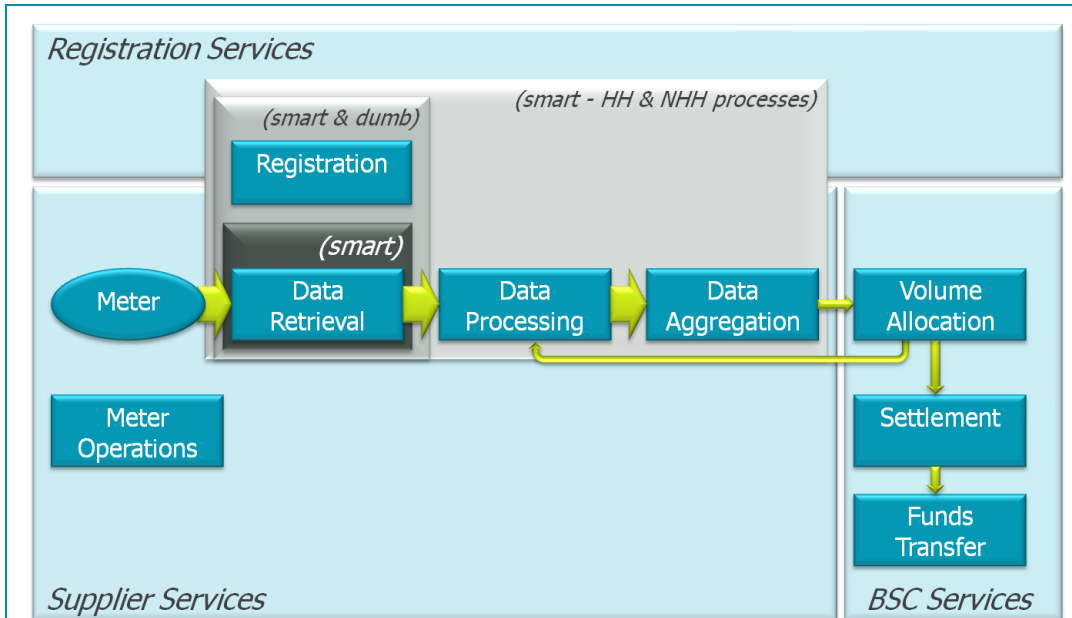 Registration Services
(smart - HH & NHH processes)
(smart & dumb)
Registration
(smart)
Meter
Data
Retrieval
Data
Processing
Data
Aggregation
Volume
Allocation
Meter
Operations
Settlement
Funds
Transfer
Supplier Services
BSC Services